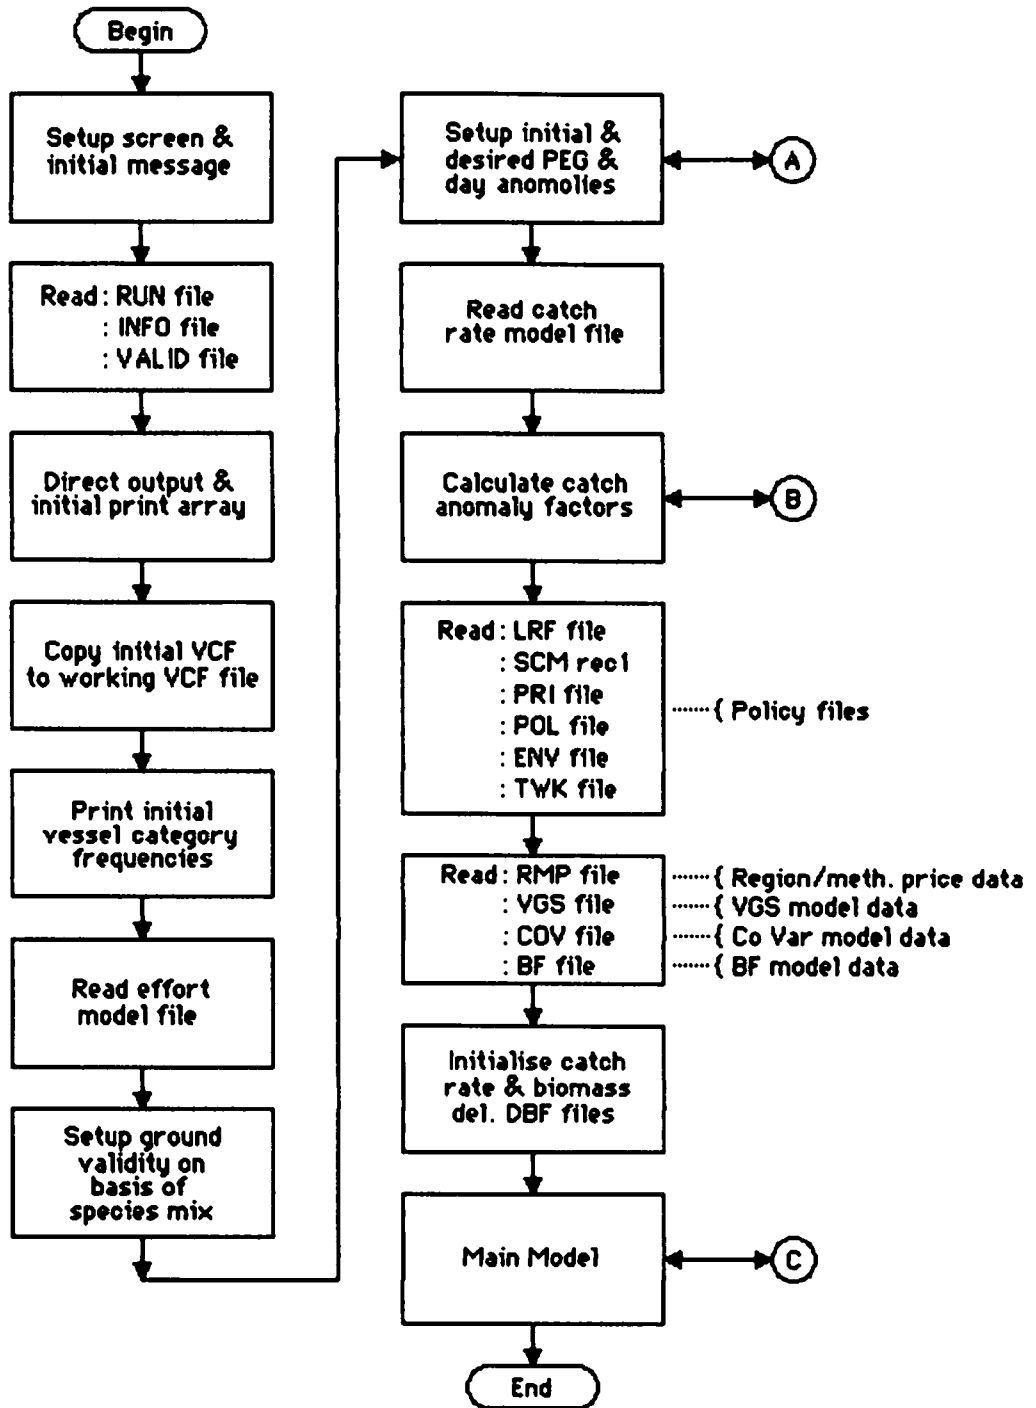 Begin
Setup screen &
initial message
Read : RUN file
: INFO file
: VALID file
Direct output &
initial print array
Copy initial VCF
to working VCF file
Print initial
vessel category
frequencies
Read effort
model file
Setup ground
validity on
basis of
species mix
Setup initial &
desired PEG &
day anomolies
A
Read catch
rate model file
Calculate catch
anomaly factors
B
Read : LRF file
: SCM rec1
: PRI file
: POL file
: ENV file
: TWK file
{ Policy files
Read : RMP file
: VGS file
: COV file
: BF file
{ Region/meth. price data
{ VGS model data
{ Co Var model data
{ BF model data
Initialise catch
rate & biomass
del. DBF files
Main Model
C
End